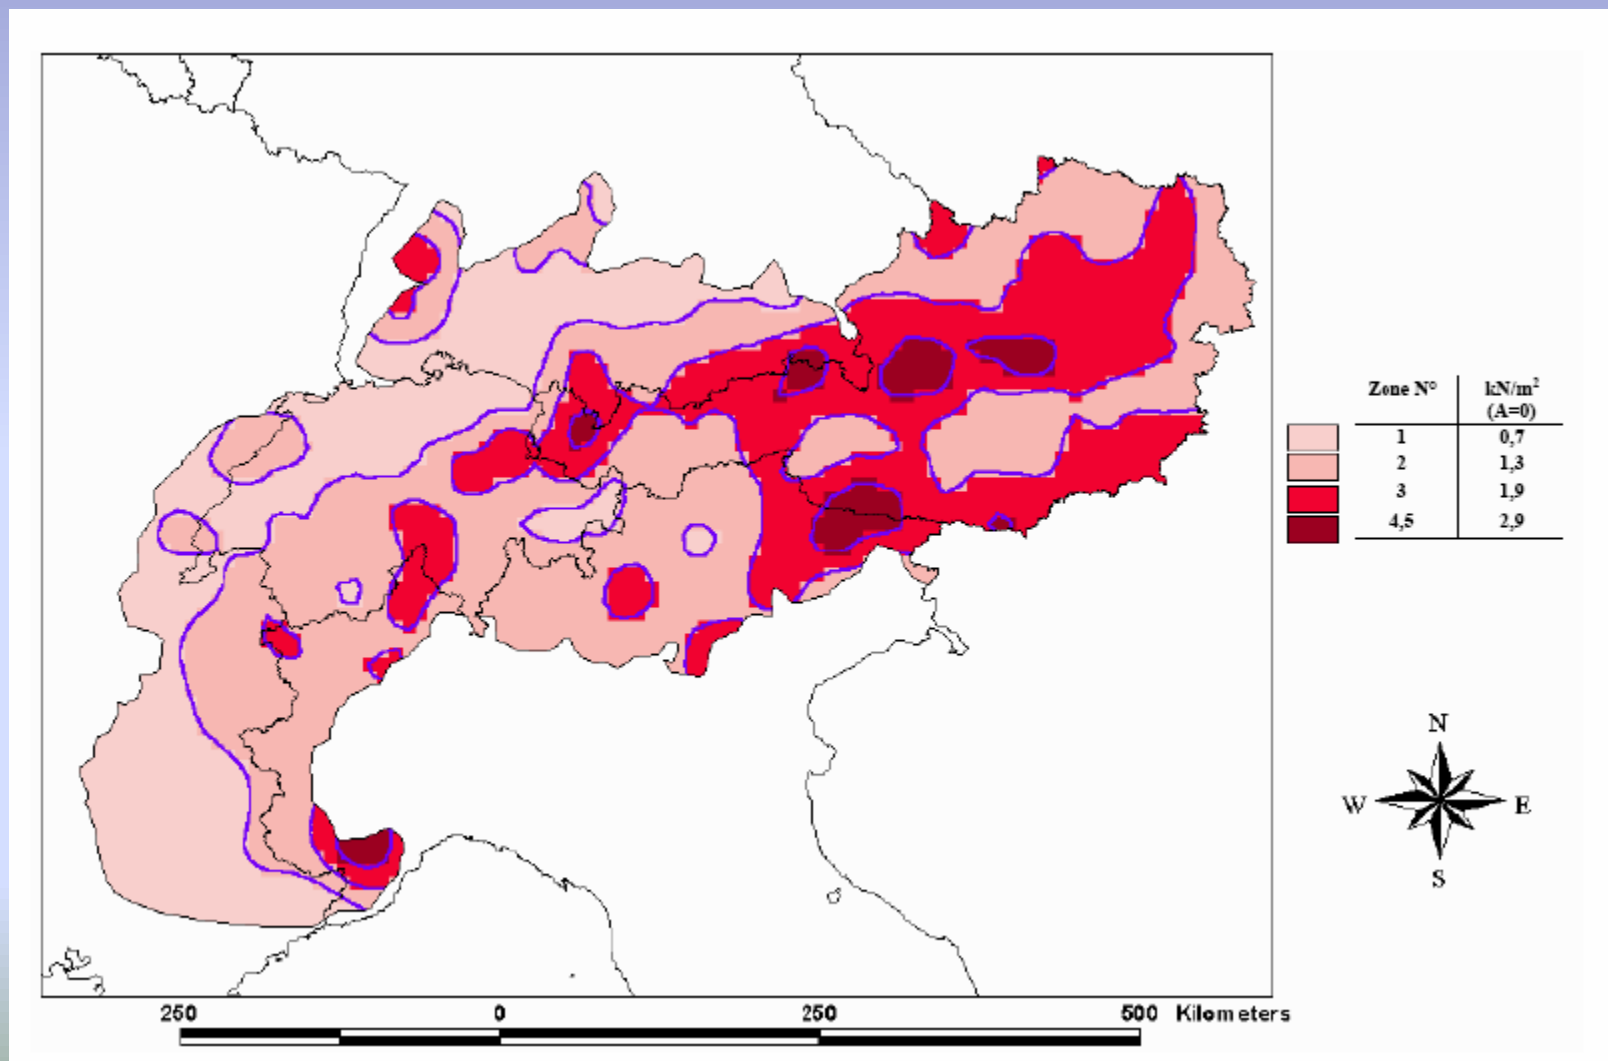 Zone N° kN/m²
(A=0)
1 0,7
2 1,3
3 1,9
4,5 2,9
N
W E
S
250 0 250 500 Kilometers